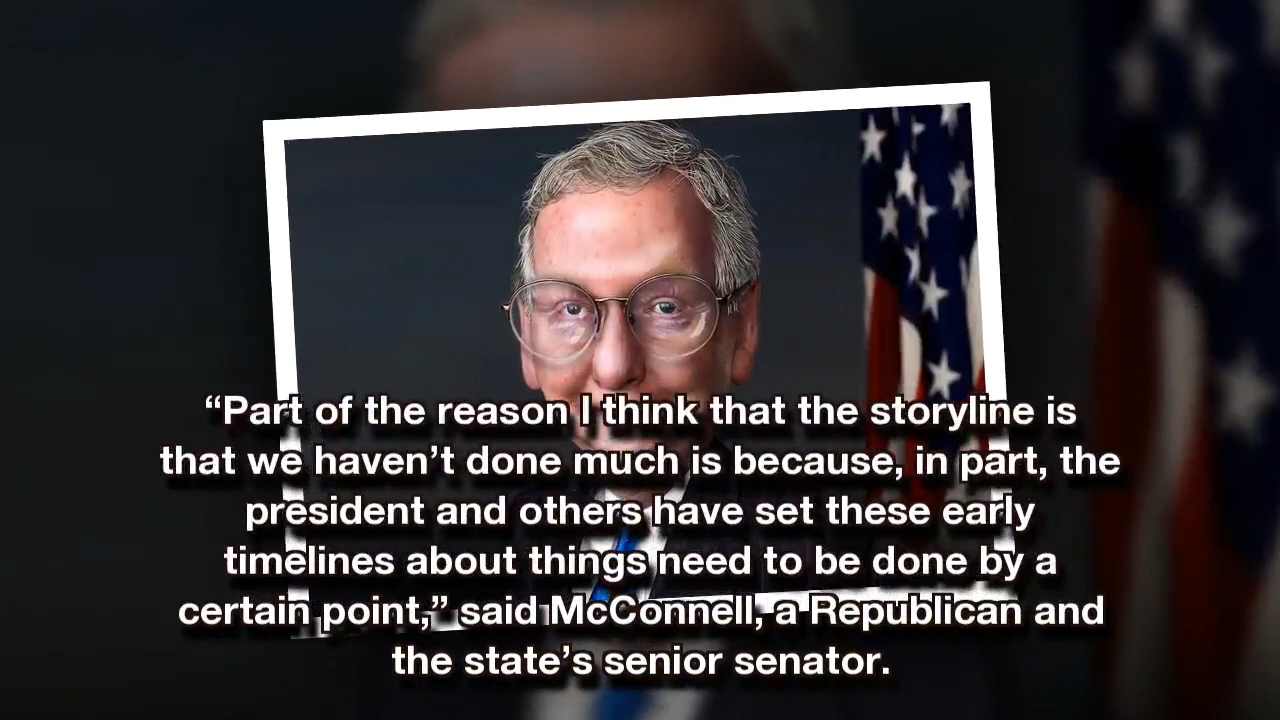 “Part of the reason I think that the storyline is
that we haven’t done much is because, in part, the
president and others have set these early
timelines about things need to be done by a
certain point,” said McConnell, a Republican and
the state’s senior senator.